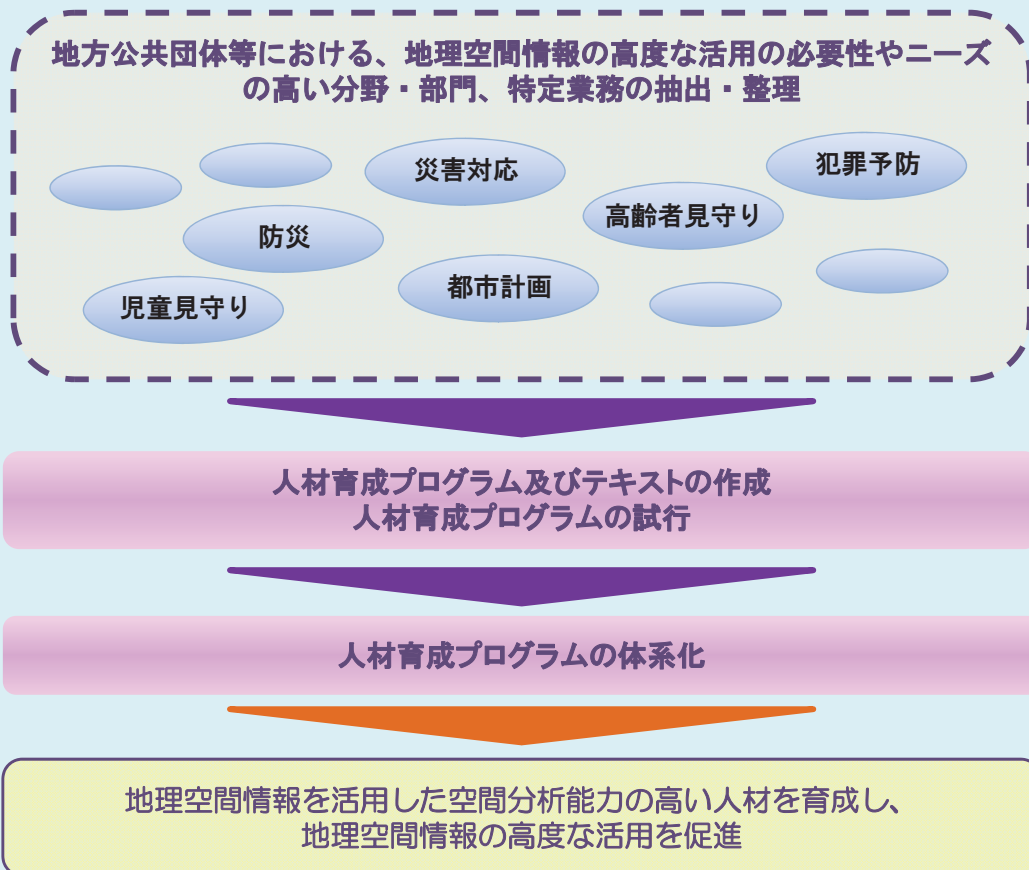 地方公共団体等における、地理空間情報の高度な活用の必要性やニーズ
の高い分野・部門、特定業務の抽出・整理
災害対応
犯罪予防
高齢者見守り
防災
都市計画
児童見守り
人材育成プログラム及びテキストの作成
人材育成プログラムの試行
人材育成プログラムの体系化
地理空間情報を活用した空間分析能力の高い人材を育成し、
地理空間情報の高度な活用を促進